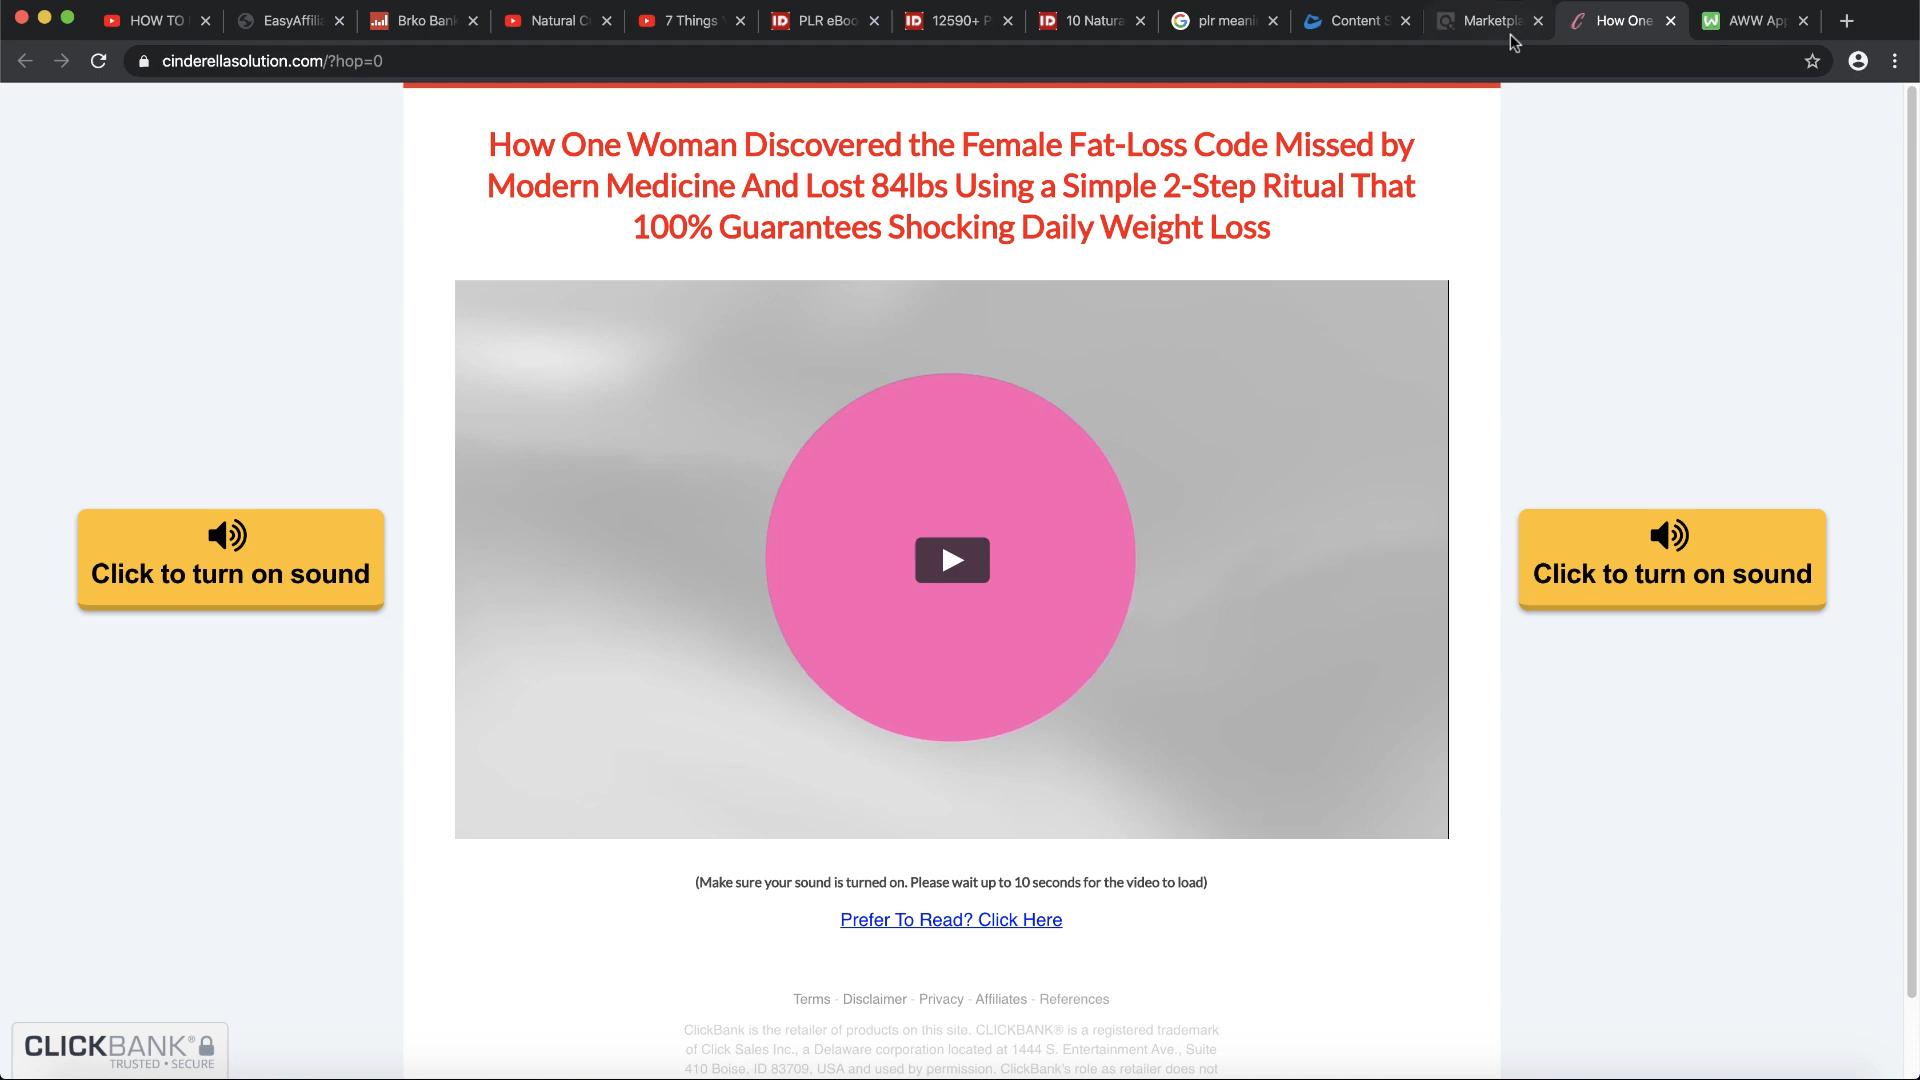 HOW TO
EasyAffilia
Brko Bank
Natural C
7 Things
PLR eBoo
12590+ P
10 Natura
plr meani
Content S
Marketpla
How One
AWW App
cinderellasolution.com/?hop=0
How One Woman Discovered the Female Fat-Loss Code Missed by
Modern Medicine And Lost 84lbs Using a Simple 2-Step Ritual That
100% Guarantees Shocking Daily Weight Loss
Click to turn on sound
Click to turn on sound
(Make sure your sound is turned on. Please wait up to 10 seconds for the video to load)
Prefer To Read? Click Here
Terms - Disclaimer - Privacy - Affiliates - References
ClickBank is the retailer of products on this site. CLICKBANK® is a registered trademark
of Click Sales Inc., a Delaware corporation located at 1444 S. Entertainment Ave., Suite
410 Boise, ID 83709, USA and used by permission. ClickBank's role as retailer does not
CLICKBANK®
TRUSTED • SECURE